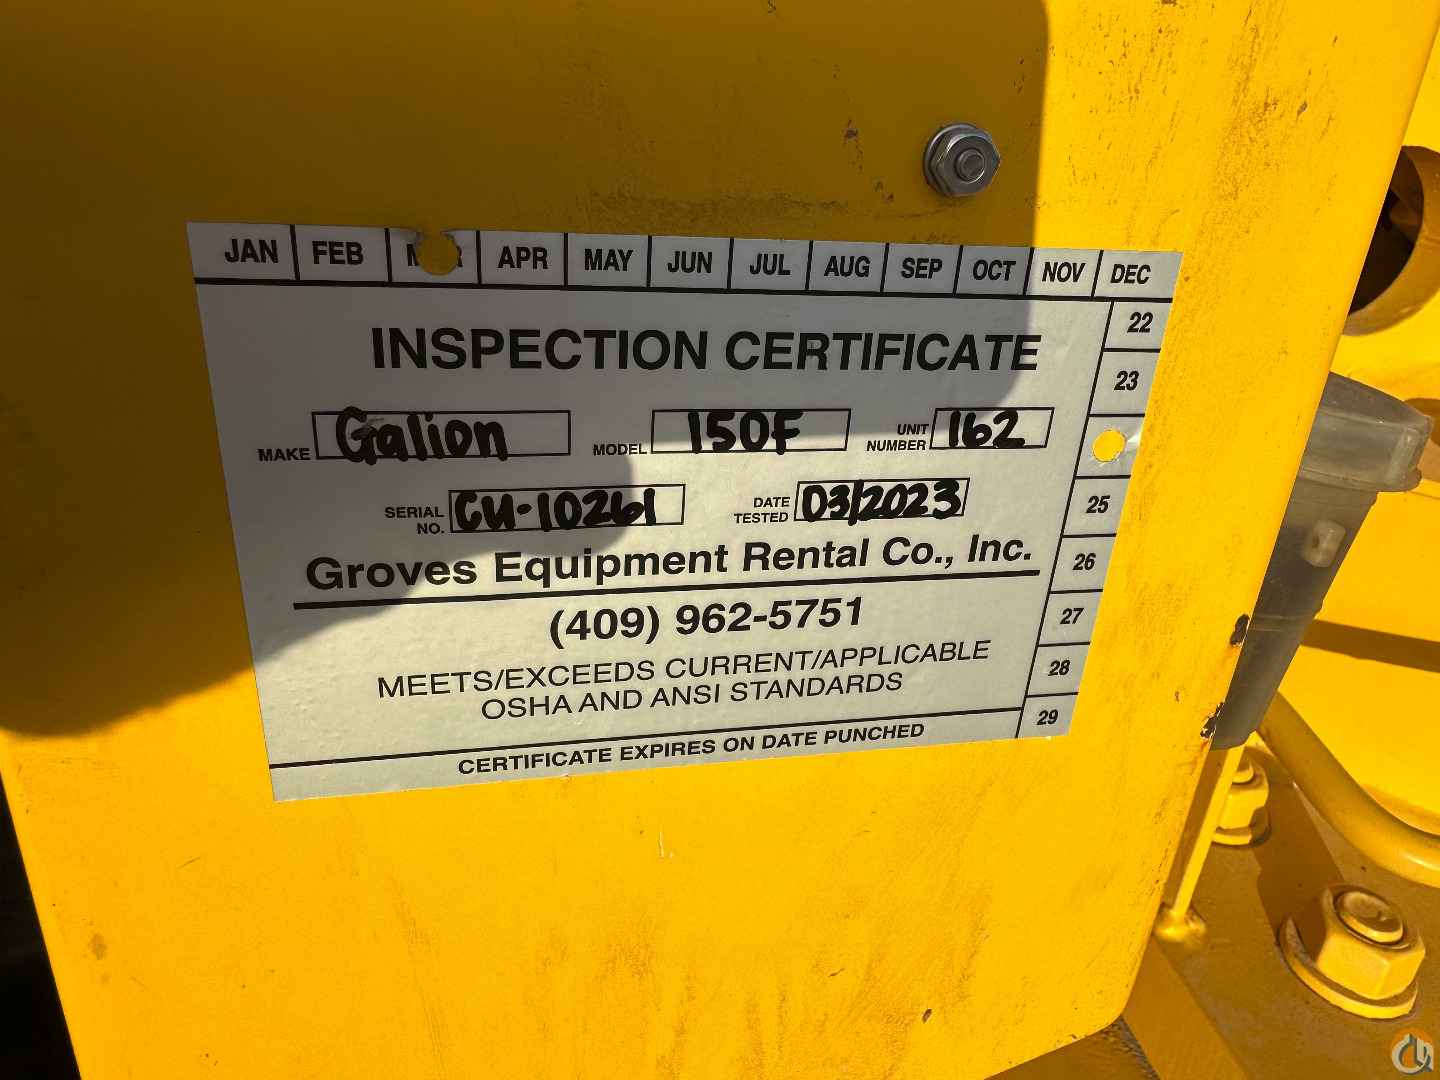 JAN FEB APR MAY JUN JUL AUG SEP OCT NOV DEC
22
INSPECTION CERTIFICATE
23
MAKE Galion MODEL 150F UNIT NUMBER 162
SERIAL NO. CU-10261 DATE TESTED 03/2023
25
Groves Equipment Rental Co., Inc.
26
(409) 962-5751
27
MEETS/EXCEEDS CURRENT/APPLICABLE
28
OSHA AND ANSI STANDARDS
29
CERTIFICATE EXPIRES ON DATE PUNCHED